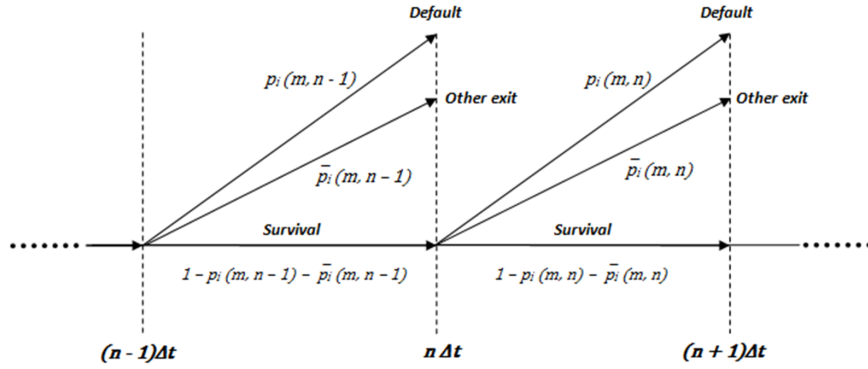 Default Default
pᵢ(m, n - 1) pᵢ(m, n)
Other exit Other exit
p̅ᵢ(m, n – 1) p̅ᵢ(m, n)
Survival Survival
1 – pᵢ(m, n – 1) – p̅ᵢ(m, n – 1) 1 – pᵢ(m, n) – p̅ᵢ(m, n)
(n - 1)Δt n Δt (n + 1)Δt